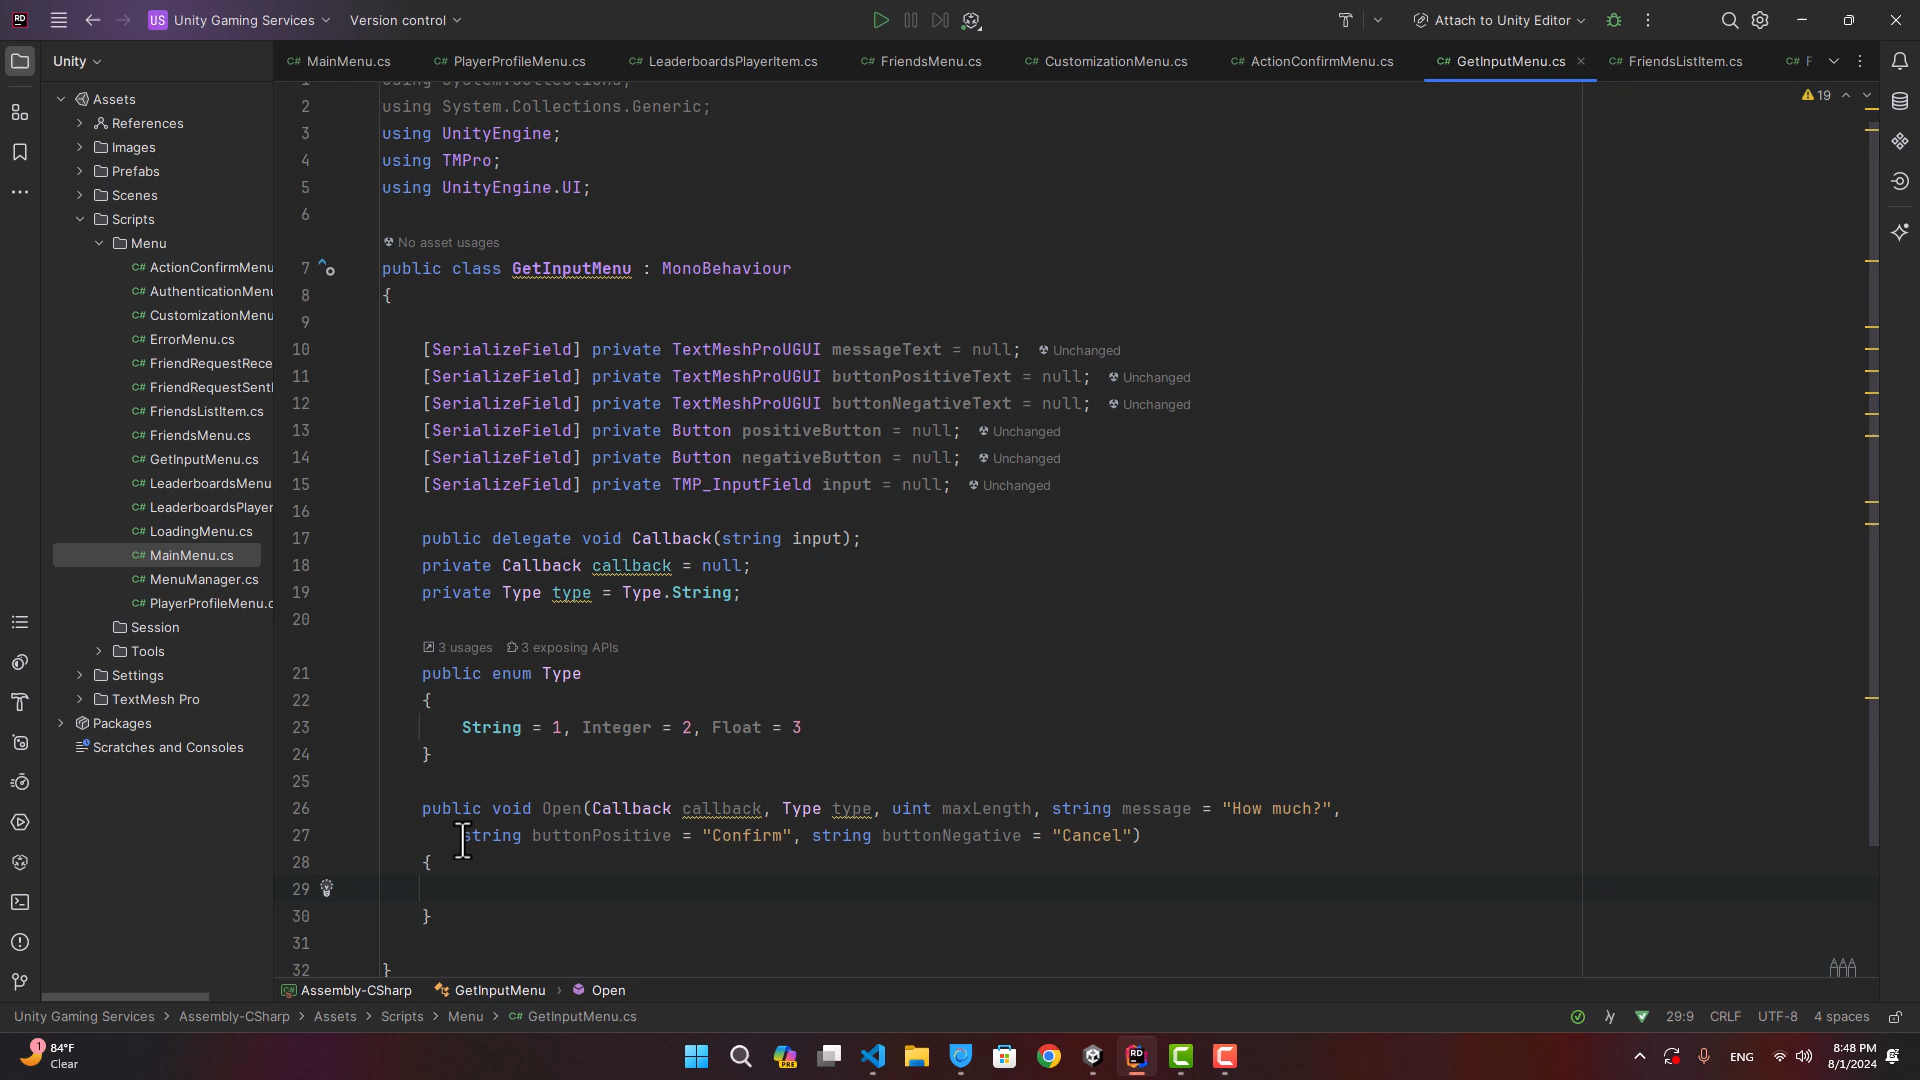 US Unity Gaming Services Version control Attach to Unity Editor
Unity
MainMenu.cs PlayerProfileMenu.cs LeaderboardsPlayerItem.cs FriendsMenu.cs CustomizationMenu.cs ActionConfirmMenu.cs GetInputMenu.cs FriendsListItem.cs F
Assets
References
Images
Prefabs
Scenes
Scripts
Menu
C# ActionConfirmMenu
C# AuthenticationMenu
C# CustomizationMenu
C# ErrorMenu.cs
C# FriendRequestRece
C# FriendRequestSentI
C# FriendsListItem.cs
C# FriendsMenu.cs
C# GetInputMenu.cs
C# LeaderboardsMenu
C# LeaderboardsPlayer
C# LoadingMenu.cs
C# MainMenu.cs
C# MenuManager.cs
C# PlayerProfileMenu.c
Session
Tools
Settings
TextMesh Pro
Packages
Scratches and Consoles
19
using System.Collections;
2 using System.Collections.Generic;
3 using UnityEngine;
4 using TMPro;
5 using UnityEngine.UI;
6
No asset usages
7 public class GetInputMenu : MonoBehaviour
8 {
9
10 [SerializeField] private TextMeshProUGUI messageText = null; Unchanged
11 [SerializeField] private TextMeshProUGUI buttonPositiveText = null; Unchanged
12 [SerializeField] private TextMeshProUGUI buttonNegativeText = null; Unchanged
13 [SerializeField] private Button positiveButton = null; Unchanged
14 [SerializeField] private Button negativeButton = null; Unchanged
15 [SerializeField] private TMP_InputField input = null; Unchanged
16
17 public delegate void Callback(string input);
18 private Callback callback = null;
19 private Type type = Type.String;
20
3 usages 3 exposing APIs
21 public enum Type
22 {
23 String = 1, Integer = 2, Float = 3
24 }
25
26 public void Open(Callback callback, Type type, uint maxLength, string message = "How much?",
27 string buttonPositive = "Confirm", string buttonNegative = "Cancel")
28 {
29
30 }
31
32 }
Assembly-CSharp GetInputMenu › Open
Unity Gaming Services › Assembly-CSharp › Assets › Scripts › Menu › C# GetInputMenu.cs 29:9 CRLF UTF-8 4 spaces
1 84°F
Clear
PRE
RD
ENG
8:48 PM
8/1/2024